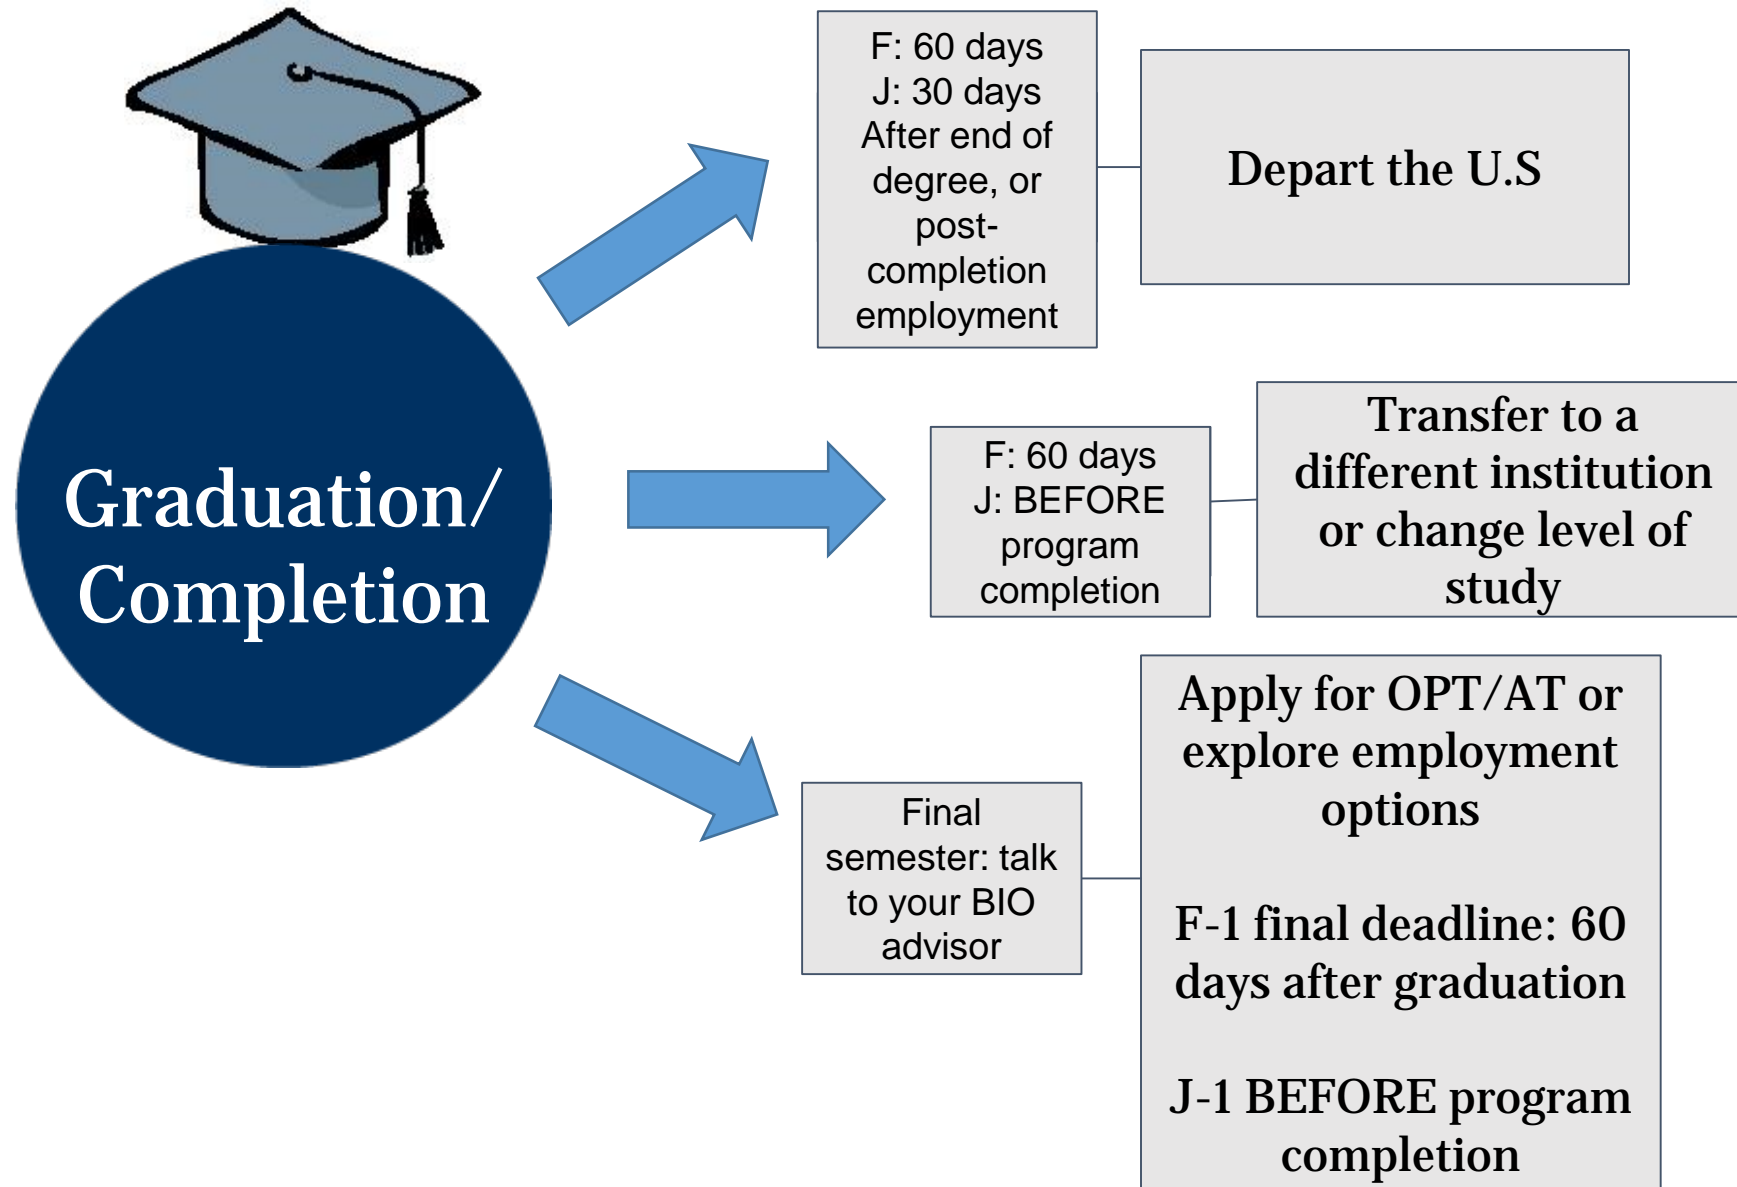 Graduation/
Completion
F: 60 days
J: 30 days
After end of
degree, or
post-
completion
employment
Depart the U.S
F: 60 days
J: BEFORE
program
completion
Transfer to a
different institution
or change level of
study
Final
semester: talk
to your BIO
advisor
Apply for OPT/AT or
explore employment
options
F-1 final deadline: 60
days after graduation
J-1 BEFORE program
completion